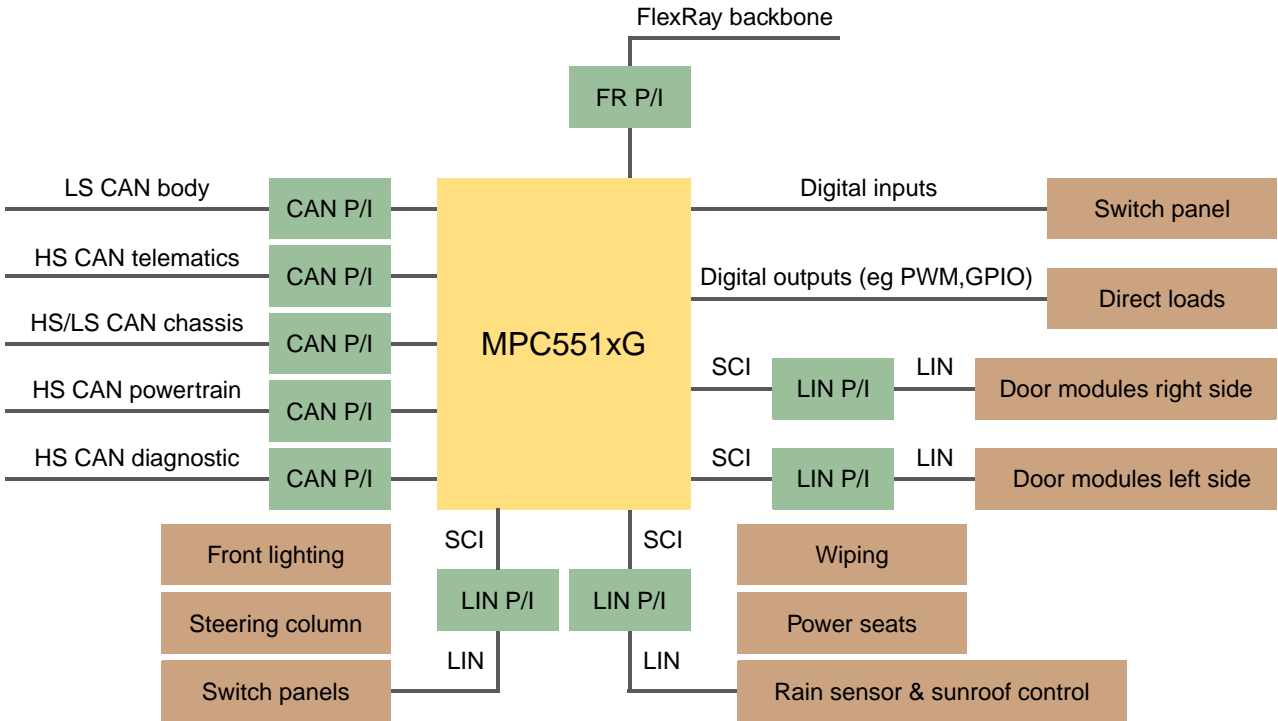 FlexRay backbone
FR P/I
LS CAN body
CAN P/I
HS CAN telematics
CAN P/I
HS/LS CAN chassis
CAN P/I
HS CAN powertrain
CAN P/I
HS CAN diagnostic
CAN P/I
MPC551xG
Digital inputs
Switch panel
Digital outputs (eg PWM,GPIO)
Direct loads
SCI
LIN P/I
LIN
Door modules right side
SCI
LIN P/I
LIN
Door modules left side
Front lighting
Steering column
Switch panels
SCI
LIN P/I
LIN
SCI
LIN P/I
LIN
Wiping
Power seats
Rain sensor & sunroof control